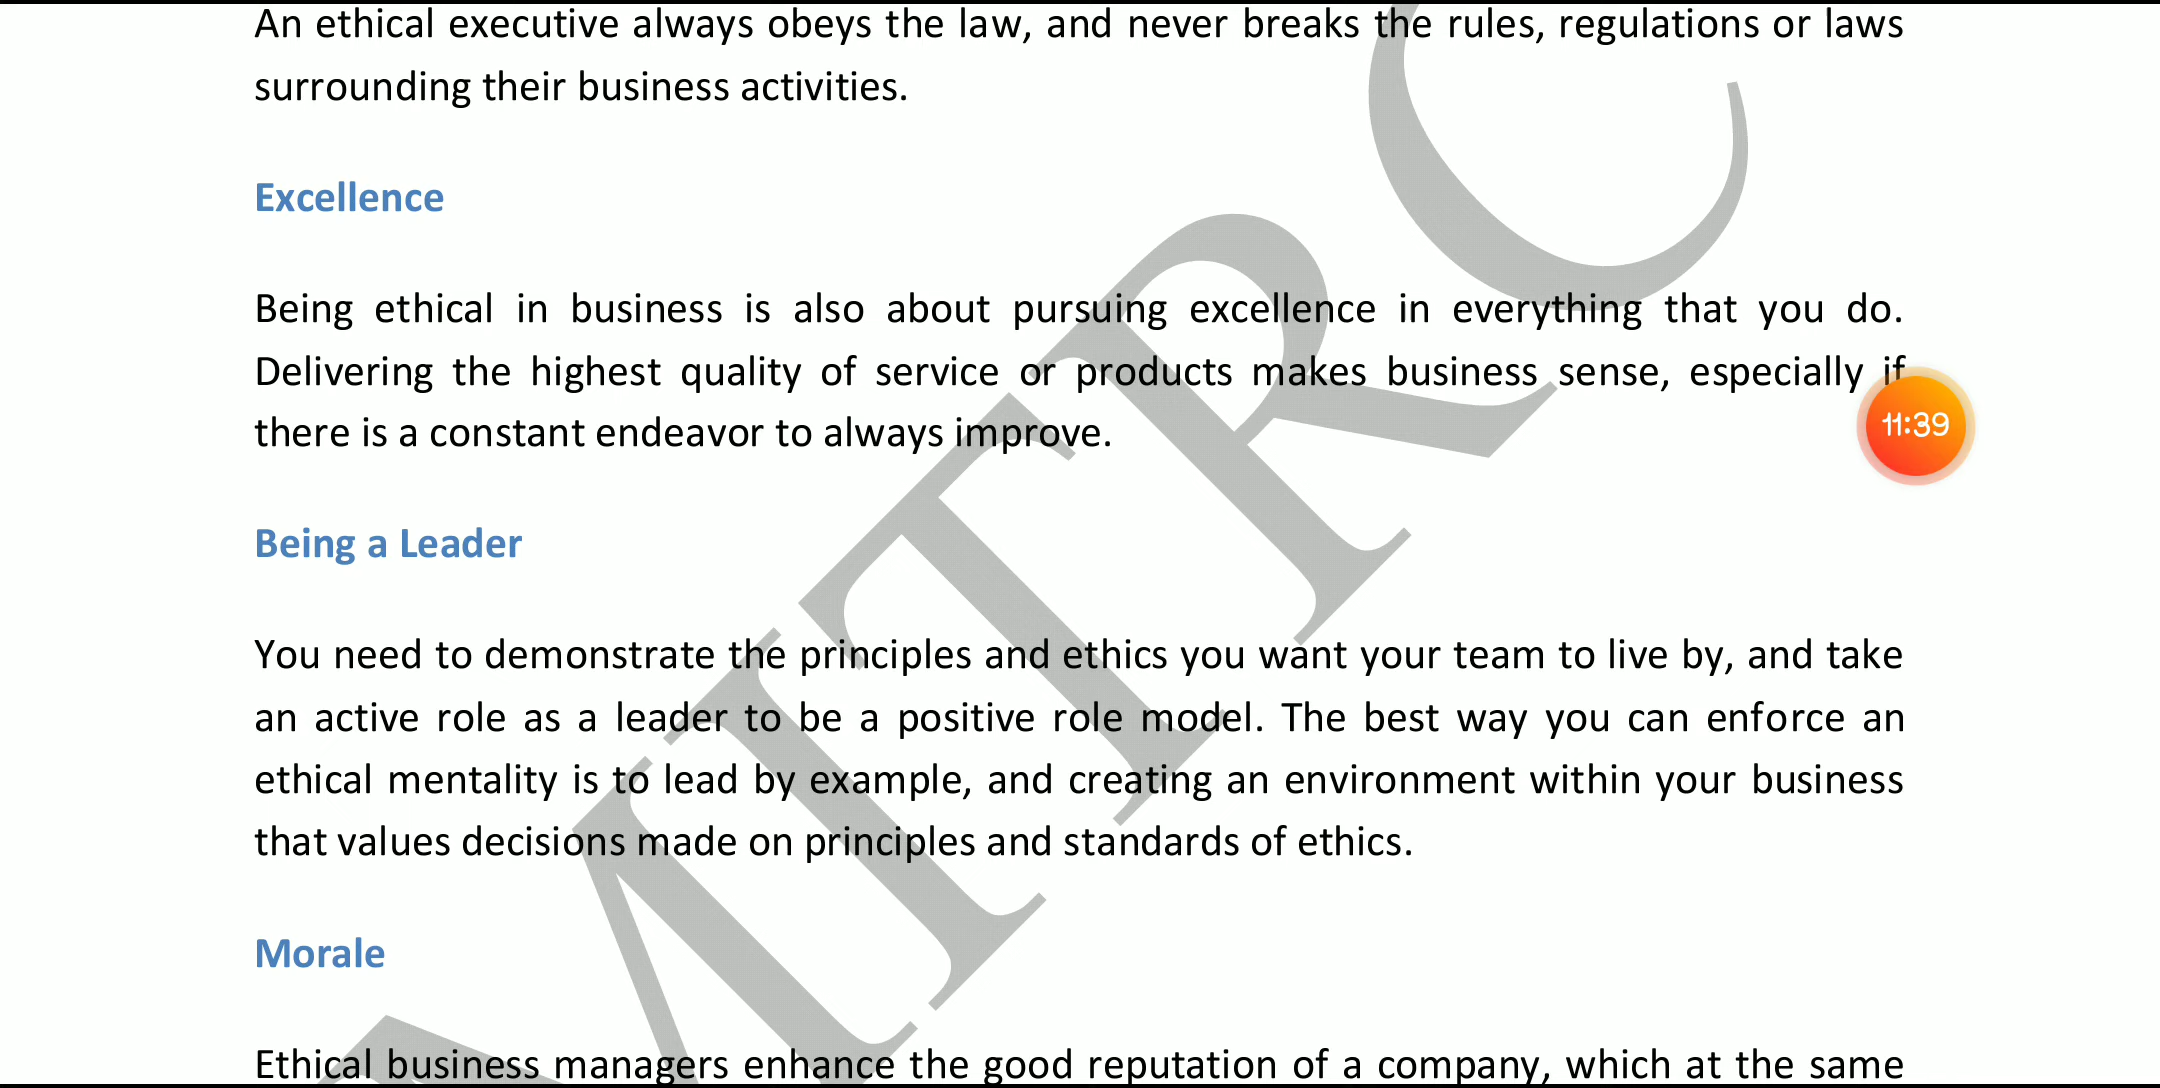 An ethical executive always obeys the law, and never breaks the rules, regulations or laws
surrounding their business activities.
Excellence
Being ethical in business is also about pursuing excellence in everything that you do.
Delivering the highest quality of service or products makes business sense, especially if
there is a constant endeavor to always improve.
11:39
Being a Leader
You need to demonstrate the principles and ethics you want your team to live by, and take
an active role as a leader to be a positive role model. The best way you can enforce an
ethical mentality is to lead by example, and creating an environment within your business
that values decisions made on principles and standards of ethics.
Morale
Ethical business managers enhance the good reputation of a company, which at the same
MTRC